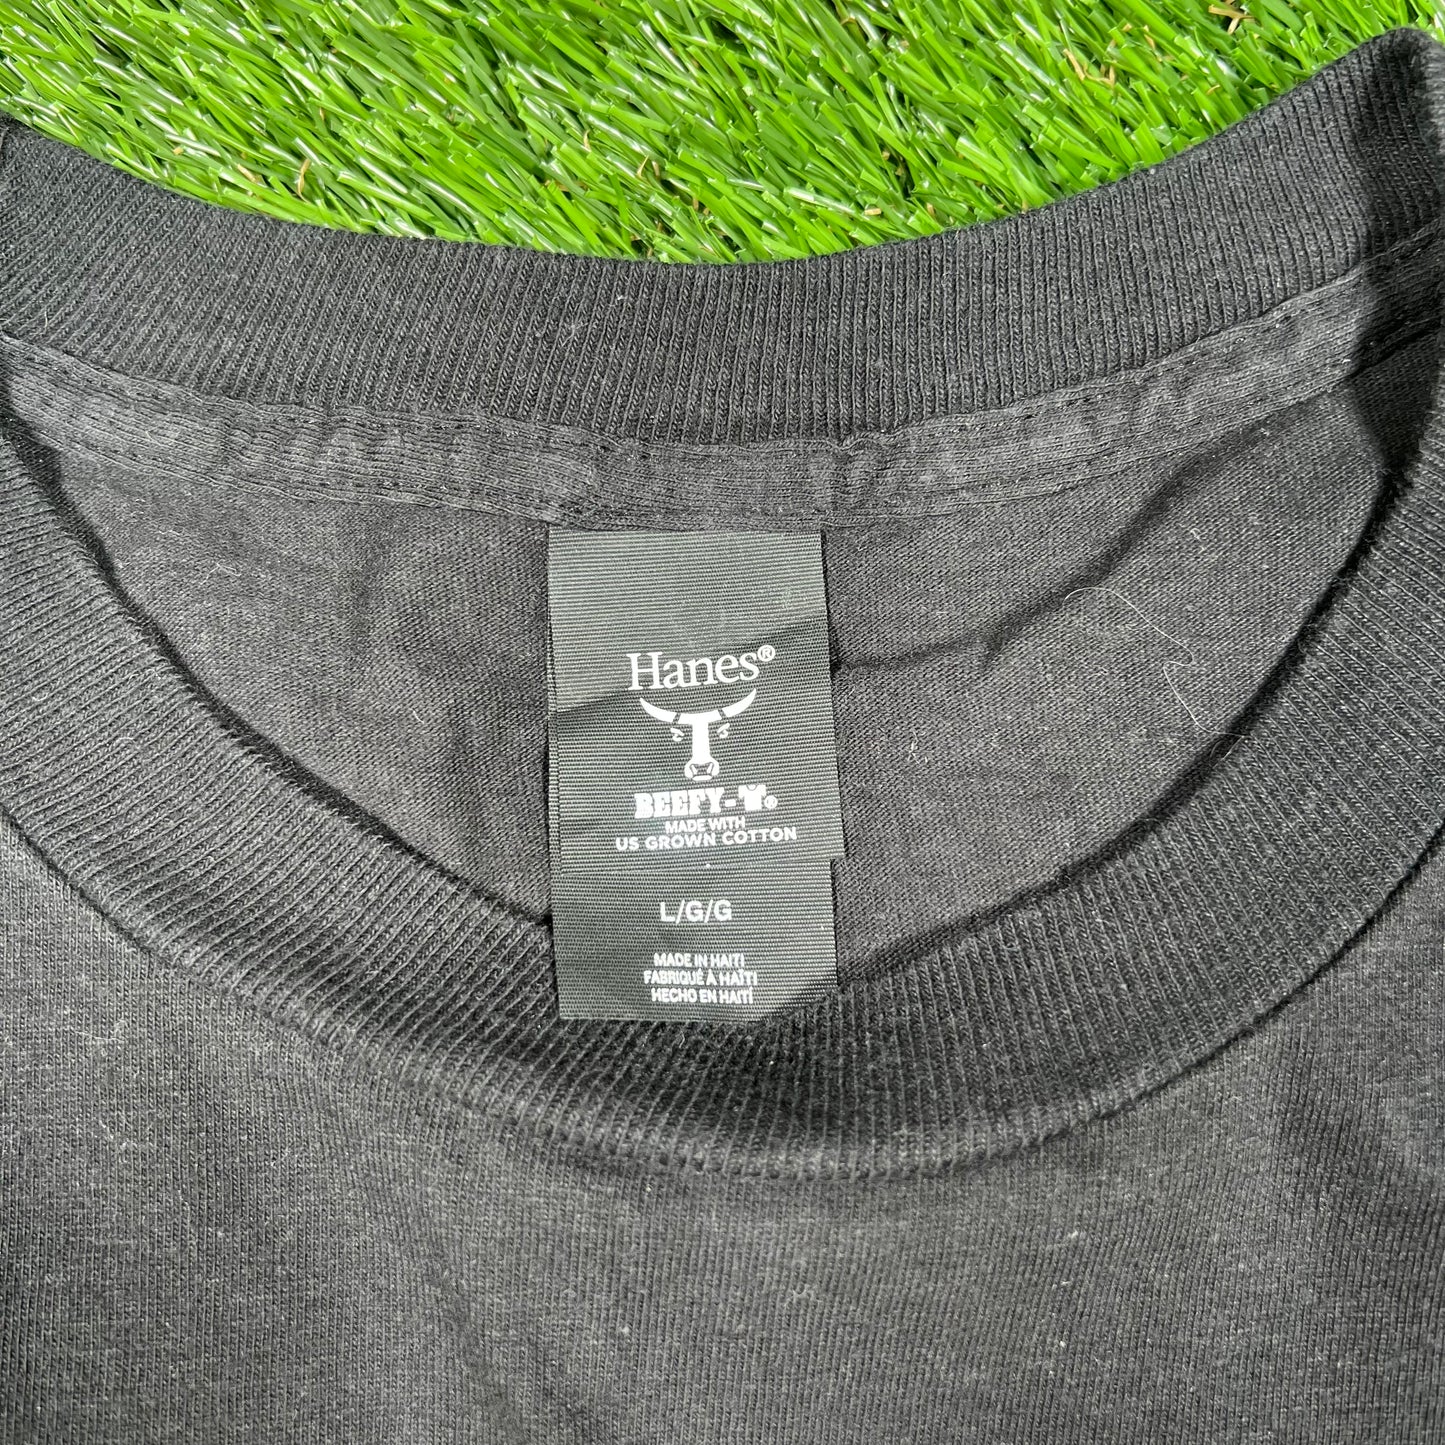 Hanes®
BEEFY-T®
MADE WITH
US GROWN COTTON
L/G/G
MADE IN HAITI
FABRIQUÉ À HAÏTI
HECHO EN HAITÍ